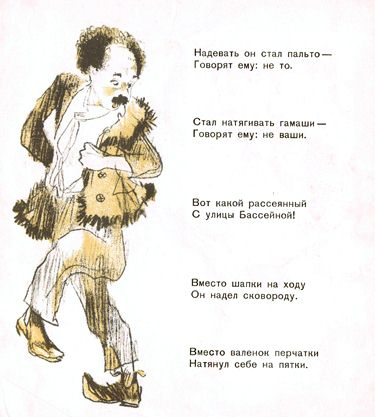 Надевать он стал пальто—
Говорят ему: не то.
Стал натягивать гамаши—
Говорят ему: не ваши.
Вот какой рассеянный
С улицы Бассейной!
Вместо шапки на ходу
Он надел сковороду.
Вместо валенок перчатки
Натянул себе на пятки.